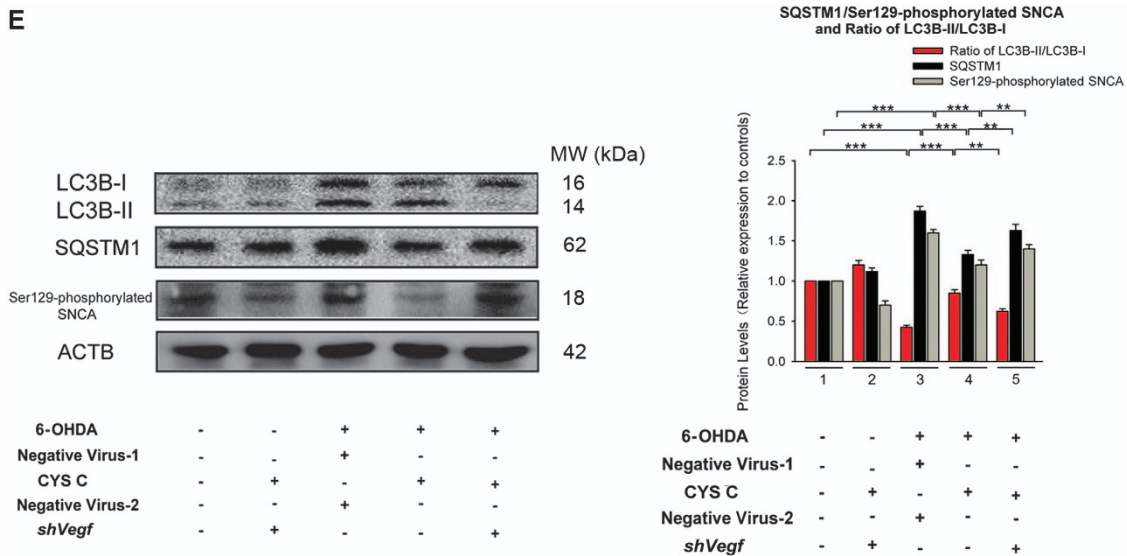 E
LC3B-I
LC3B-II
SQSTM1
Ser129-phosphorylated
SNCA
ACTB
MW (kDa)
16
14
62
18
42
6-OHDA - - + + +
Negative Virus-1 - - + - -
CYS C - + - + +
Negative Virus-2 - - + - -
shVegf - + - - +
SQSTM1/Ser129-phosphorylated SNCA
and Ratio of LC3B-II/LC3B-I
Ratio of LC3B-II/LC3B-I
SQSTM1
Ser129-phosphorylated SNCA
*** *** **
*** *** **
*** *** **
Protein Levels (Relative expression to controls)
2.5
2.0
1.5
1.0
0.5
0.0
1 2 3 4 5
6-OHDA - - + + +
Negative Virus-1 - - + - -
CYS C - + - + +
Negative Virus-2 - - + - -
shVegf - + - - +